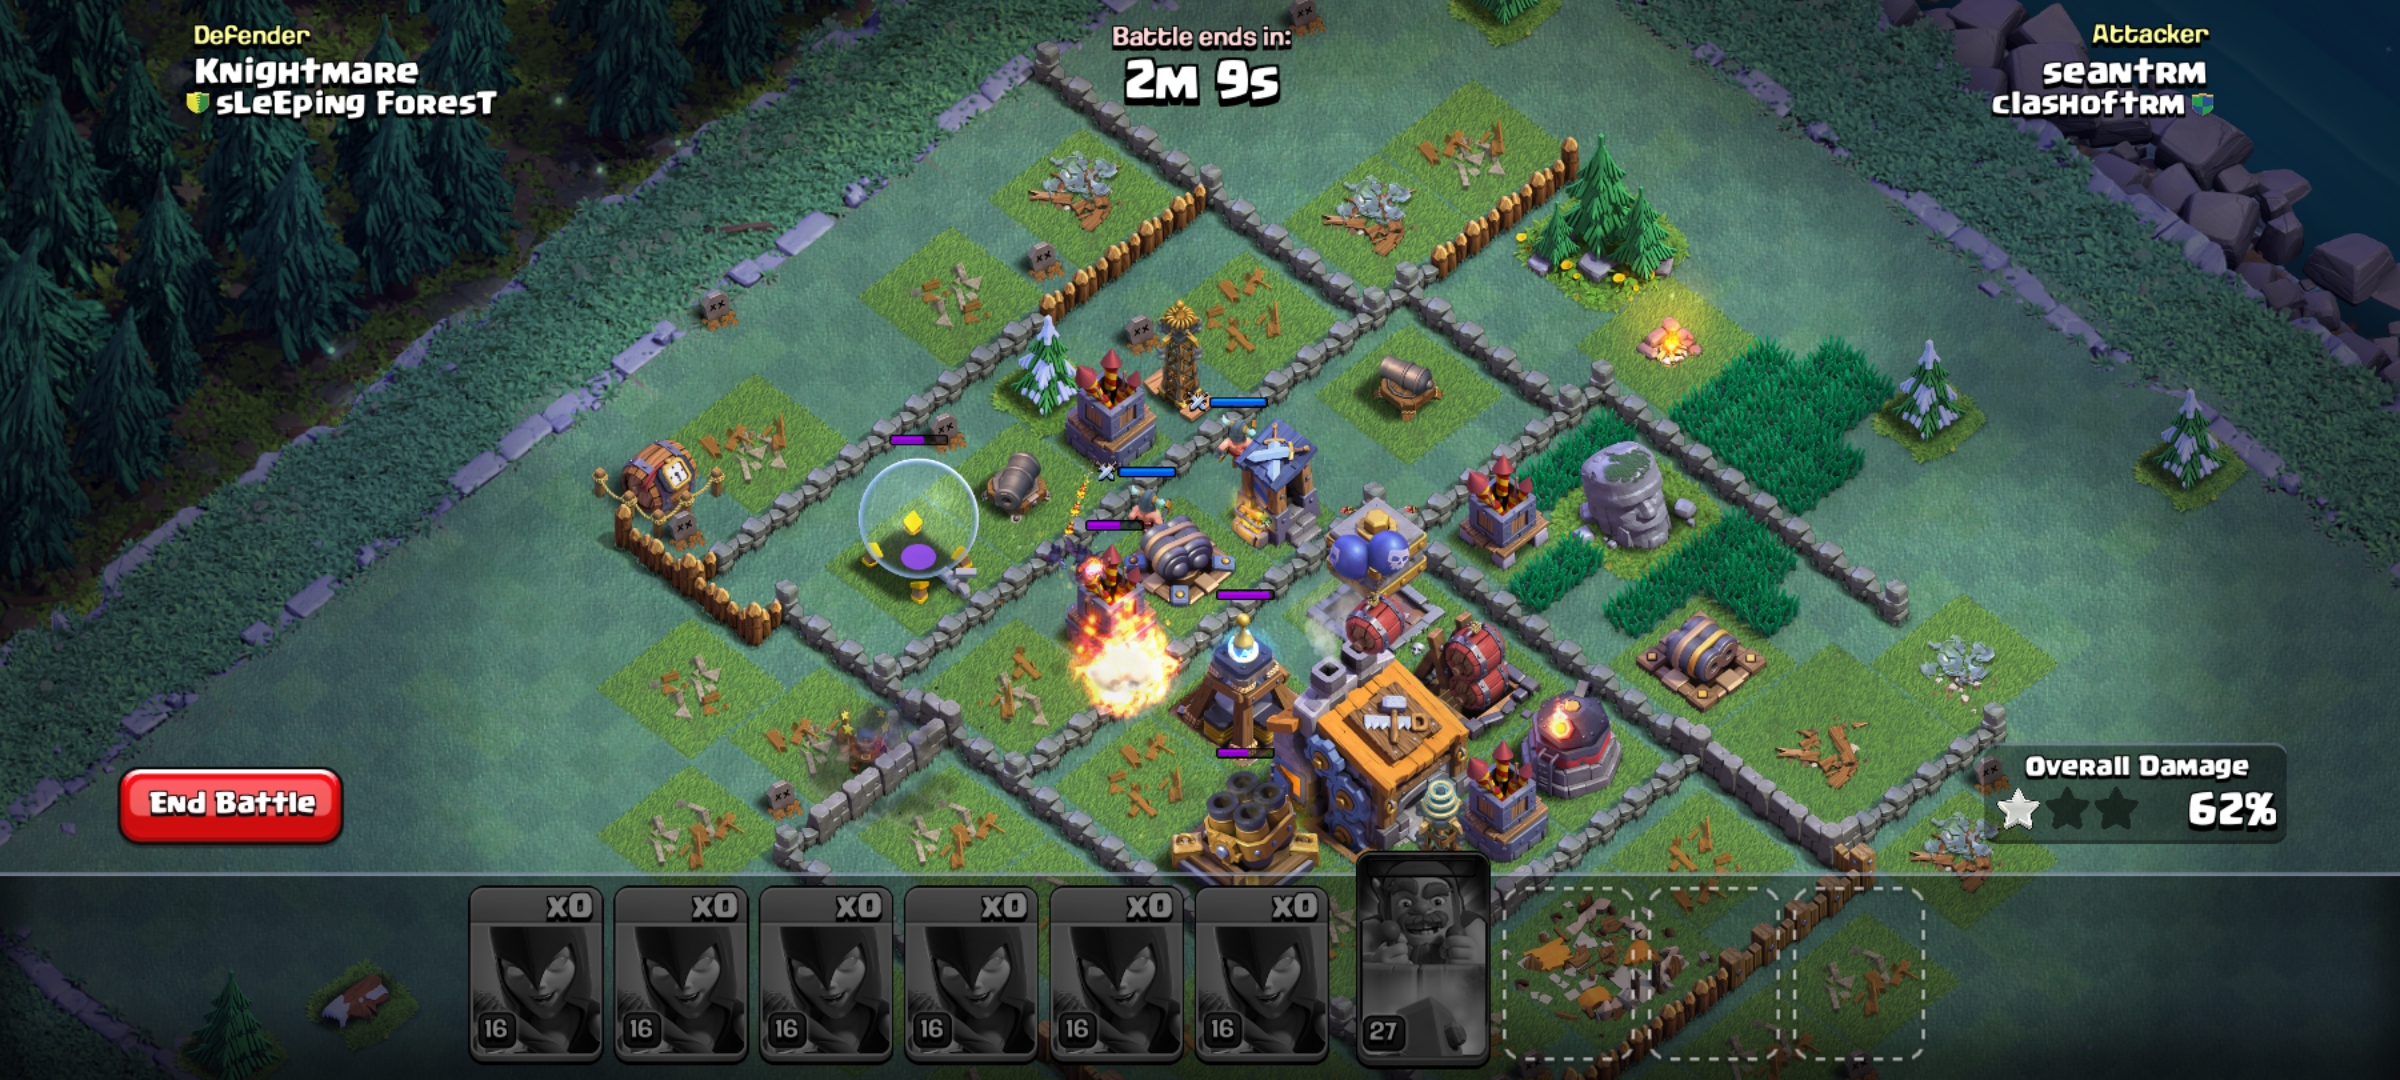 Defender
Knightmare
sLeEping ForesT
Battle ends in:
2m 9s
Attacker
seantrm
clashoftrm
End Battle
Overall Damage
62%
x0
x0
x0
x0
x0
x0
16
16
16
16
16
16
27